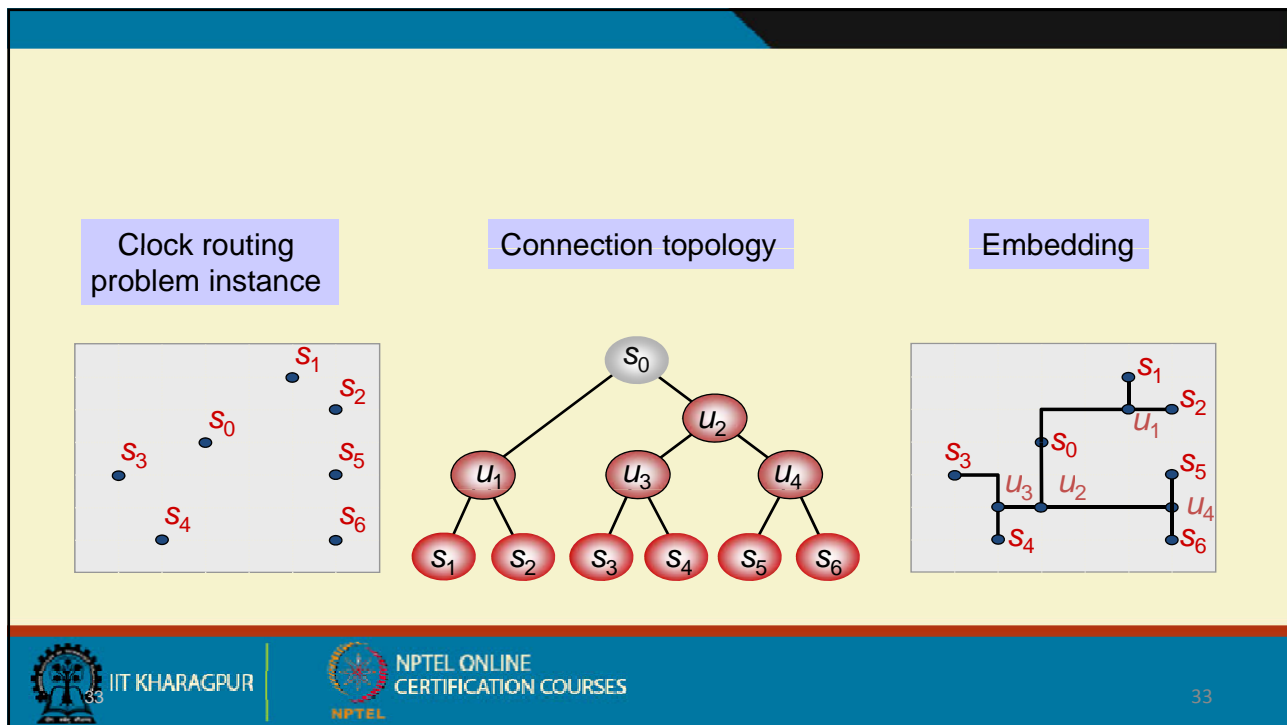 Clock routing
problem instance
Connection topology
Embedding
s₁
s₂
s₀
s₃
s₅
s₄
s₆
s₀
u₂
u₁
u₃
u₄
s₁
s₂
s₃
s₄
s₅
s₆
s₁
s₂
u₁
s₀
s₃
s₅
u₃
u₂
u₄
s₄
s₆
33
IIT KHARAGPUR
NPTEL
NPTEL ONLINE
CERTIFICATION COURSES
33